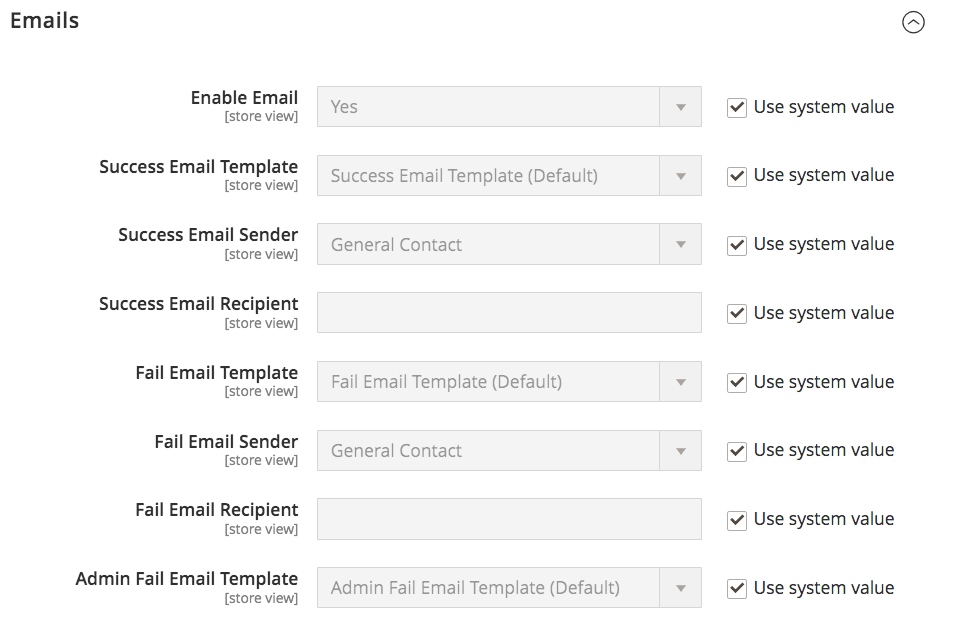 Emails
Enable Email
[store view]
Yes
Use system value
Success Email Template
[store view]
Success Email Template (Default)
Use system value
Success Email Sender
[store view]
General Contact
Use system value
Success Email Recipient
[store view]
Use system value
Fail Email Template
[store view]
Fail Email Template (Default)
Use system value
Fail Email Sender
[store view]
General Contact
Use system value
Fail Email Recipient
[store view]
Use system value
Admin Fail Email Template
[store view]
Admin Fail Email Template (Default)
Use system value